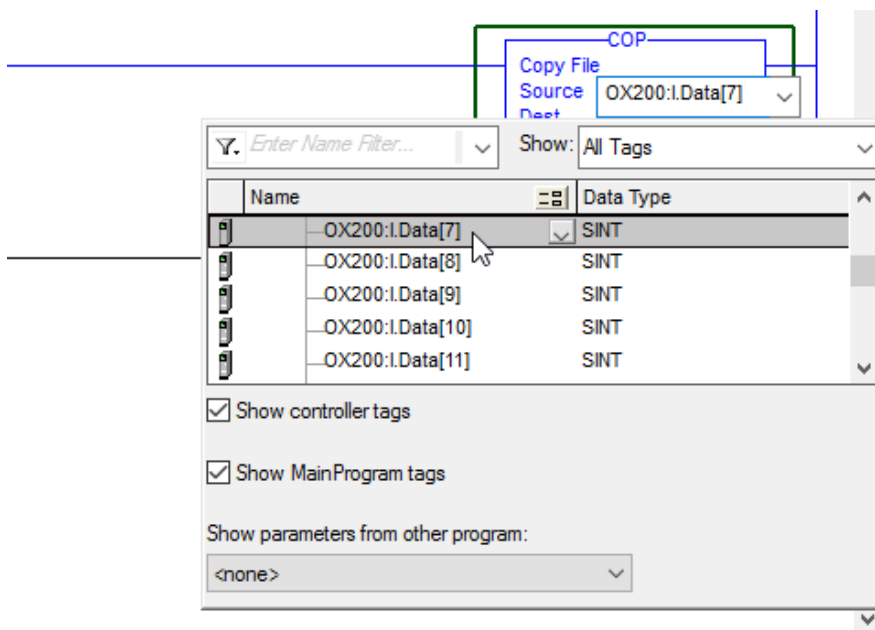 COP
Copy File
Source OX200:I.Data[7]
Dest
Enter Name Filter... Show: All Tags
Name Data Type
OX200:I.Data[7] SINT
OX200:I.Data[8] SINT
OX200:I.Data[9] SINT
OX200:I.Data[10] SINT
OX200:I.Data[11] SINT
Show controller tags
Show MainProgram tags
Show parameters from other program:
<none>